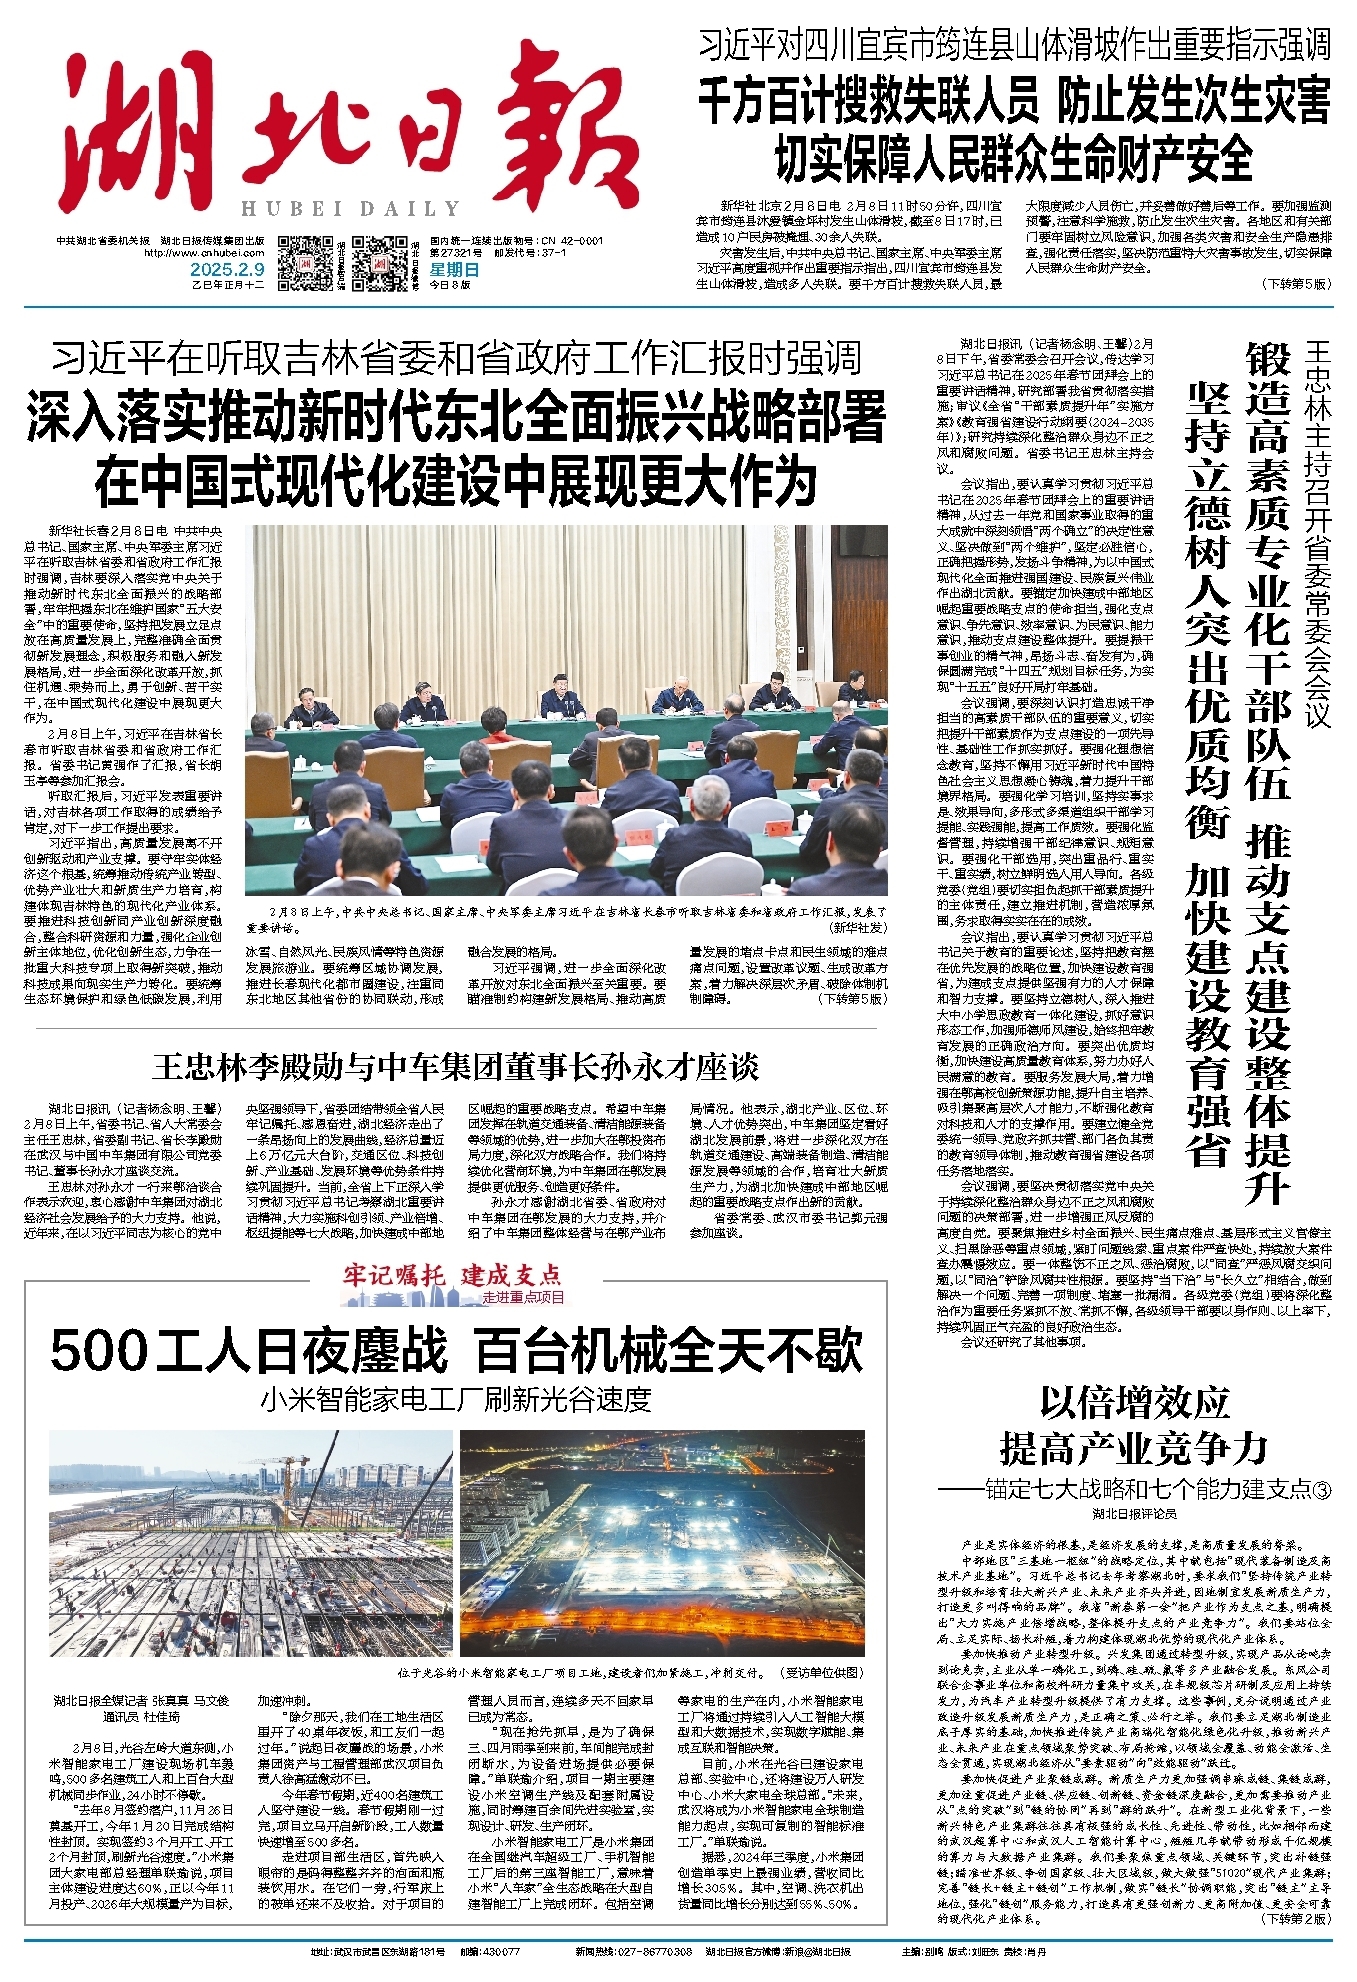 湖北日報
HUBEI DAILY
中共湖北省委机关报 湖北日报传媒集团出版
http://www.cnhubei.com
2025.2.9
乙巳年正月十二
国内统一连续出版物号:CN 42-0001
第27321号 邮发代号:37-1
星期日
今日8版
习近平对四川宜宾市筠连县山体滑坡作出重要指示强调
千方百计搜救失联人员 防止发生次生灾害
切实保障人民群众生命财产安全
新华社北京2月8日电 2月8日11时50分许,四川宜
宾市筠连县沐爱镇金坪村发生山体滑坡,截至8日17时,已
造成10户民房被掩埋、30余人失联。
灾害发生后,中共中央总书记、国家主席、中央军委主席
习近平高度重视并作出重要指示指出,四川宜宾市筠连县发
生山体滑坡,造成多人失联。要千方百计搜救失联人员,最
大限度减少人员伤亡,并妥善做好善后等工作。要加强监测
预警,注意科学施救,防止发生次生灾害。各地区和有关部
门要牢固树立风险意识,加强各类灾害和安全生产隐患排
查,强化责任落实,坚决防范重特大灾害事故发生,切实保障
人民群众生命财产安全。
(下转第5版)
习近平在听取吉林省委和省政府工作汇报时强调
深入落实推动新时代东北全面振兴战略部署
在中国式现代化建设中展现更大作为
新华社长春2月8日电 中共中央
总书记、国家主席、中央军委主席习近
平在听取吉林省委和省政府工作汇报
时强调,吉林要深入落实党中央关于
推动新时代东北全面振兴的战略部
署,牢牢把握东北在维护国家“五大安
全”中的重要使命,坚持把发展立足点
放在高质量发展上,完整准确全面贯
彻新发展理念,积极服务和融入新发
展格局,进一步全面深化改革开放,抓
住机遇、乘势而上,勇于创新、苦干实
干,在中国式现代化建设中展现更大
作为。
2月8日上午,习近平在吉林省长
春市听取吉林省委和省政府工作汇
报。省委书记黄强作了汇报,省长胡
玉亭等参加汇报会。
听取汇报后,习近平发表重要讲
话,对吉林各项工作取得的成绩给予
肯定,对下一步工作提出要求。
习近平指出,高质量发展离不开
创新驱动和产业支撑。要守牢实体经
济这个根基,统筹推动传统产业转型、
优势产业壮大和新质生产力培育,构
建体现吉林特色的现代化产业体系。
要推进科技创新同产业创新深度融
合,整合科研资源和力量,强化企业创
新主体地位,优化创新生态,力争在一
批重大科技专项上取得新突破,推动
科技成果向现实生产力转化。要统筹
生态环境保护和绿色低碳发展,利用
2月8日上午,中共中央总书记、国家主席、中央军委主席习近平在吉林省长春市听取吉林省委和省政府工作汇报,发表了
重要讲话。 (新华社发)
冰雪、自然风光、民族风情等特色资源
发展旅游业。要统筹区域协调发展,
推进长春现代化都市圈建设,注重同
东北地区其他省份的协同联动,形成
融合发展的格局。
习近平强调,进一步全面深化改
革开放对东北全面振兴至关重要。要
瞄准制约构建新发展格局、推动高质
量发展的堵点卡点和民生领域的难点
痛点问题,设置改革议题、生成改革方
案,着力解决深层次矛盾、破除体制机
制障碍。 (下转第5版)
王忠林李殿勋与中车集团董事长孙永才座谈
湖北日报讯 (记者杨念明、王馨)
2月8日上午,省委书记、省人大常委会
主任王忠林,省委副书记、省长李殿勋
在武汉与中国中车集团有限公司党委
书记、董事长孙永才座谈交流。
王忠林对孙永才一行来鄂洽谈合
作表示欢迎,衷心感谢中车集团对湖北
经济社会发展给予的大力支持。他说,
近年来,在以习近平同志为核心的党中
央坚强领导下,省委团结带领全省人民
牢记嘱托、感恩奋进,湖北经济走出了
一条昂扬向上的发展曲线,经济总量迈
上6万亿元大台阶,交通区位、科技创
新、产业基础、发展环境等优势条件持
续巩固提升。当前,全省上下正深入学
习贯彻习近平总书记考察湖北重要讲
话精神,大力实施科创引领、产业倍增、
枢纽提能等七大战略,加快建成中部地
区崛起的重要战略支点。希望中车集
团发挥在轨道交通装备、清洁能源装备
等领域的优势,进一步加大在鄂投资布
局力度,深化双方战略合作。我们将持
续优化营商环境,为中车集团在鄂发展
提供更优服务、创造更好条件。
孙永才感谢湖北省委、省政府对
中车集团在鄂发展的大力支持,并介
绍了中车集团整体经营与在鄂产业布
局情况。他表示,湖北产业、区位、环
境、人才优势突出,中车集团坚定看好
湖北发展前景,将进一步深化双方在
轨道交通建设、高端装备制造、清洁能
源发展等领域的合作,培育壮大新质
生产力,为湖北加快建成中部地区崛
起的重要战略支点作出新的贡献。
省委常委、武汉市委书记郭元强
参加座谈。
牢记嘱托 建成支点
走进重点项目
500工人日夜鏖战 百台机械全天不歇
小米智能家电工厂刷新光谷速度
位于光谷的小米智能家电工厂项目工地,建设者们加紧施工,冲刺交付。 (受访单位供图)
湖北日报全媒记者 张真真 马文俊
通讯员 杜佳琦
2月8日,光谷左岭大道东侧,小
米智能家电工厂建设现场机车轰
鸣,500多名建筑工人和上百台大型
机械同步作业,24小时不停歇。
“去年8月签约落户,11月26日
奠基开工,今年1月20日完成结构
性封顶。实现签约3个月开工、开工
2个月封顶,刷新光谷速度。”小米集
团大家电部总经理单联瑜说,项目
主体建设进度达60%,正以今年11
月投产、2026年大规模量产为目标,
加速冲刺。
“除夕那天,我们在工地生活区
里开了40桌年夜饭,和工友们一起
过年。”说起日夜鏖战的场景,小米
集团资产与工程管理部武汉项目负
责人徐高猛激动不已。
今年春节假期,近400名建筑工
人坚守建设一线。春节假期刚一过
完,项目立马开启新阶段,工人数量
快速增至500多名。
走进项目部生活区,首先映入
眼帘的是码得整整齐齐的泡面和瓶
装饮用水。在它们一旁,行军床上
的被单还来不及收拾。对于项目的
管理人员而言,连续多天不回家早
已成为常态。
“现在抢先抓早,是为了确保
三、四月雨季到来前,车间能完成封
闭断水,为设备进场提供必要保
障。”单联瑜介绍,项目一期主要建
设小米空调生产线及配套附属设
施,同时筹建百余间先进实验室,实
现设计、研发、生产闭环。
小米智能家电工厂是小米集团
在全国继汽车超级工厂、手机智能
工厂后的第三座智能工厂,意味着
小米“人车家”全生态战略在大型自
建智能工厂上完成闭环。包括空调
等家电的生产在内,小米智能家电
工厂将通过持续引入人工智能大模
型和大数据技术,实现数字赋能、集
成互联和智能决策。
目前,小米在光谷已建设家电
总部、实验中心,还将建设万人研发
中心、小米大家电全球总部。“未来,
武汉将成为小米智能家电全球制造
能力起点,实现可复制的智能标准
工厂。”单联瑜说。
据悉,2024年三季度,小米集团
创造单季史上最强业绩,营收同比
增长30.5%。其中,空调、洗衣机出
货量同比增长分别达到55%、50%。
王忠林主持召开省委常委会会议
锻造高素质专业化干部队伍 推动支点建设整体提升
坚持立德树人突出优质均衡 加快建设教育强省
湖北日报讯 (记者杨念明、王馨)2月
8日下午,省委常委会召开会议,传达学习
习近平总书记在2025年春节团拜会上的
重要讲话精神,研究部署我省贯彻落实措
施;审议《全省“干部素质提升年”实施方
案》《教育强省建设行动纲要(2024-2035
年)》;研究持续深化整治群众身边不正之
风和腐败问题。省委书记王忠林主持会
议。
会议指出,要认真学习贯彻习近平总
书记在2025年春节团拜会上的重要讲话
精神,从过去一年党和国家事业取得的重
大成就中深刻领悟“两个确立”的决定性意
义、坚决做到“两个维护”,坚定必胜信心,
正确把握形势,发扬斗争精神,为以中国式
现代化全面推进强国建设、民族复兴伟业
作出湖北贡献。要锚定加快建成中部地区
崛起重要战略支点的使命担当,强化支点
意识、争先意识、效率意识、为民意识、能力
意识,推动支点建设整体提升。要提振干
事创业的精气神,昂扬斗志、奋发有为,确
保圆满完成“十四五”规划目标任务,为实
现“十五五”良好开局打牢基础。
会议强调,要深刻认识打造忠诚干净
担当的高素质干部队伍的重要意义,切实
把提升干部素质作为支点建设的一项先导
性、基础性工作抓实抓好。要强化理想信
念教育,坚持不懈用习近平新时代中国特
色社会主义思想凝心铸魂,着力提升干部
境界格局。要强化学习培训,坚持实事求
是、效果导向,多形式多渠道组织干部学习
提能、实践强能,提高工作质效。要强化监
督管理,持续增强干部纪律意识、规矩意
识。要强化干部选用,突出重品行、重实
干、重实绩,树立鲜明选人用人导向。各级
党委(党组)要切实担负起抓干部素质提升
的主体责任,建立推进机制,营造浓厚氛
围,务求取得实实在在的成效。
会议指出,要认真学习贯彻习近平总
书记关于教育的重要论述,坚持把教育摆
在优先发展的战略位置,加快建设教育强
省,为建成支点提供坚强有力的人才保障
和智力支撑。要坚持立德树人,深入推进
大中小学思政教育一体化建设,抓好意识
形态工作,加强师德师风建设,始终把牢教
育发展的正确政治方向。要突出优质均
衡,加快建设高质量教育体系,努力办好人
民满意的教育。要服务发展大局,着力增
强在鄂高校创新策源功能,提升自主培养、
吸引集聚高层次人才能力,不断强化教育
对科技和人才的支撑作用。要建立健全党
委统一领导、党政齐抓共管、部门各负其责
的教育领导体制,推动教育强省建设各项
任务落地落实。
会议强调,要坚决贯彻落实党中央关
于持续深化整治群众身边不正之风和腐败
问题的决策部署,进一步增强正风反腐的
高度自觉。要聚焦推进乡村全面振兴、民生痛点难点、基层形式主义官僚主
义、扫黑除恶等重点领域,紧盯问题线索、重点案件严查快处,持续放大案件
查办震慑效应。要一体整饬不正之风、惩治腐败,以“同查”严惩风腐交织问
题,以“同治”铲除风腐共性根源。要坚持“当下治”与“长久立”相结合,做到
解决一个问题、完善一项制度、堵塞一批漏洞。各级党委(党组)要将深化整
治作为重要任务紧抓不放、常抓不懈,各级领导干部要以身作则、以上率下,
持续巩固正气充盈的良好政治生态。
会议还研究了其他事项。
以倍增效应
提高产业竞争力
——锚定七大战略和七个能力建支点③
湖北日报评论员
产业是实体经济的根基,是经济发展的支撑,是高质量发展的脊梁。
中部地区“三基地一枢纽”的战略定位,其中就包括“现代装备制造及高
技术产业基地”。习近平总书记去年考察湖北时,要求我们“坚持传统产业转
型升级和培育壮大新兴产业、未来产业齐头并进,因地制宜发展新质生产力,
打造更多叫得响的品牌”。我省“新春第一会”把产业作为支点之基,明确提
出“大力实施产业倍增战略,整体提升支点的产业竞争力”。我们要站位全
局、立足实际、扬长补短,着力构建体现湖北优势的现代化产业体系。
要加快推动产业转型升级。兴发集团通过转型升级,实现产品从论吨卖
到论克卖,主业从单一磷化工,到磷、硅、硫、氟等多产业融合发展。东风公司
联合企事业单位和高校科研力量集中攻关,在车规级芯片研制及应用上持续
发力,为汽车产业转型升级提供了有力支撑。这些事例,充分说明通过产业
改造升级发展新质生产力,是正确之策、必行之举。我们要立足湖北制造业
底子厚实的基础,加快推进传统产业高端化智能化绿色化升级,推动新兴产
业、未来产业在重点领域聚势突破、布局抢滩,以领域全覆盖、动能全激活、生
态全贯通,实现湖北经济从“要素驱动”向“效能驱动”跃迁。
要加快促进产业聚链成群。新质生产力更加强调串珠成链、集链成群,
更加注重促进产业链、供应链、创新链、资金链深度融合,更加需要推动产业
从“点的突破”到“链的协同”再到“群的跃升”。在新型工业化背景下,一些
新兴特色产业集群往往具有极强的成长性、先进性、带动性,比如相邻而建
的武汉超算中心和武汉人工智能计算中心,短短几年就带动形成千亿规模
的算力与大数据产业集群。我们要聚焦重点领域、关键环节,突出补链强
链;瞄准世界级、争创国家级、壮大区域级,做大做强“51020”现代产业集群;
完善“链长+链主+链创”工作机制,做实“链长”协调职能,突出“链主”主导
地位,强化“链创”服务能力,打造具有更强创新力、更高附加值、更安全可靠
的现代化产业体系。 (下转第2版)
地址:武汉市武昌区东湖路181号 邮编:430077 新闻热线:027-86770308 湖北日报官方微博:新浪@湖北日报 主编:别鸣 版式:刘匪东 责校:肖丹